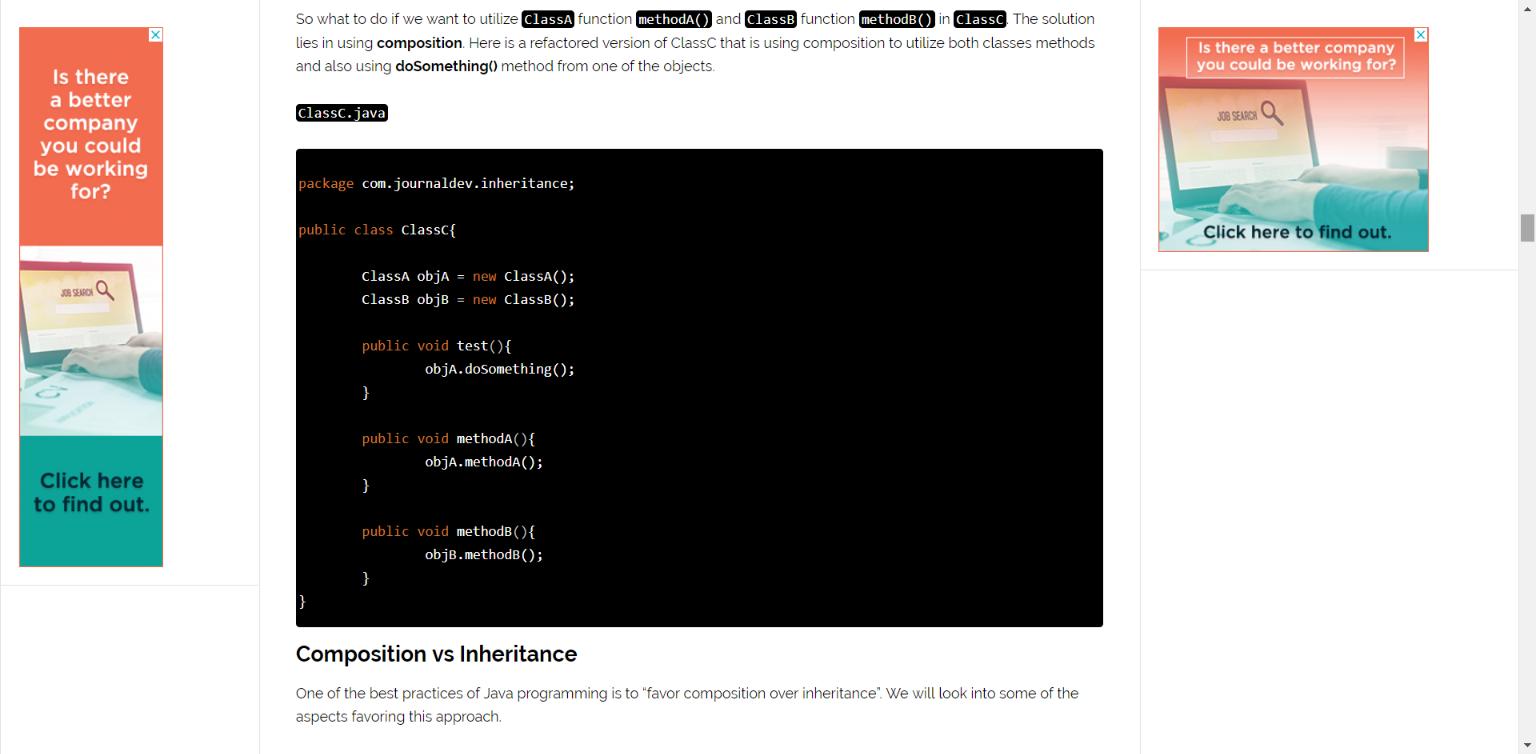 Is there
a better
company
you could
be working
for?
JOB SEARCH
Click here
to find out.
So what to do if we want to utilize ClassA function methodA() and ClassB function methodB() in ClassC. The solution
lies in using composition. Here is a refactored version of ClassC that is using composition to utilize both classes methods
and also using doSomething() method from one of the objects.
ClassC.java
package com.journaldev.inheritance;
public class ClassC{
ClassA objA = new ClassA();
ClassB objB = new ClassB();
public void test(){
objA.doSomething();
}
public void methodA(){
objA.methodA();
}
public void methodB(){
objB.methodB();
}
}
Composition vs Inheritance
One of the best practices of Java programming is to “favor composition over inheritance”. We will look into some of the
aspects favoring this approach.
Is there a better company
you could be working for?
JOB SEARCH
Click here to find out.